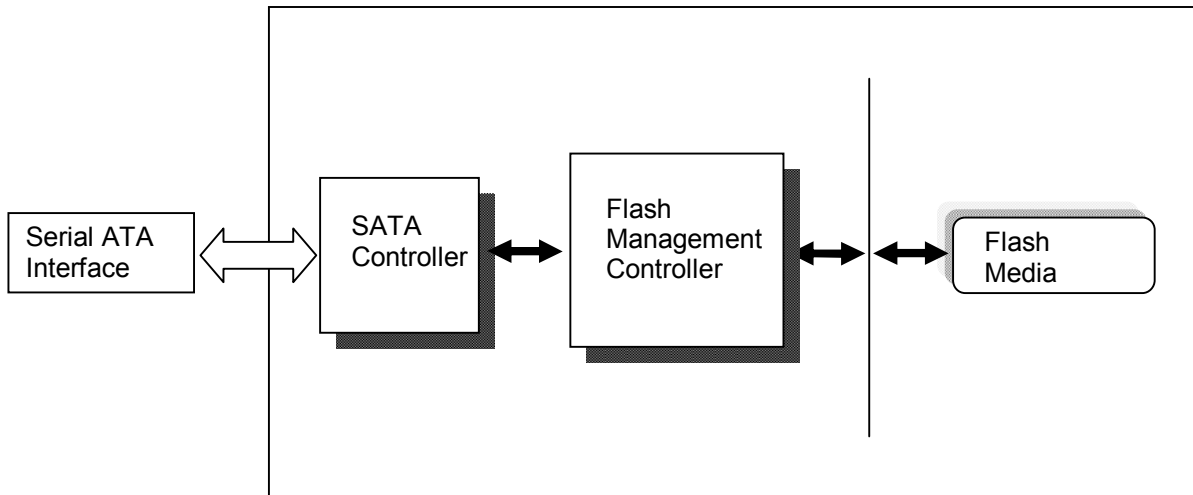 Serial ATA
Interface
SATA
Controller
Flash
Management
Controller
Flash
Media